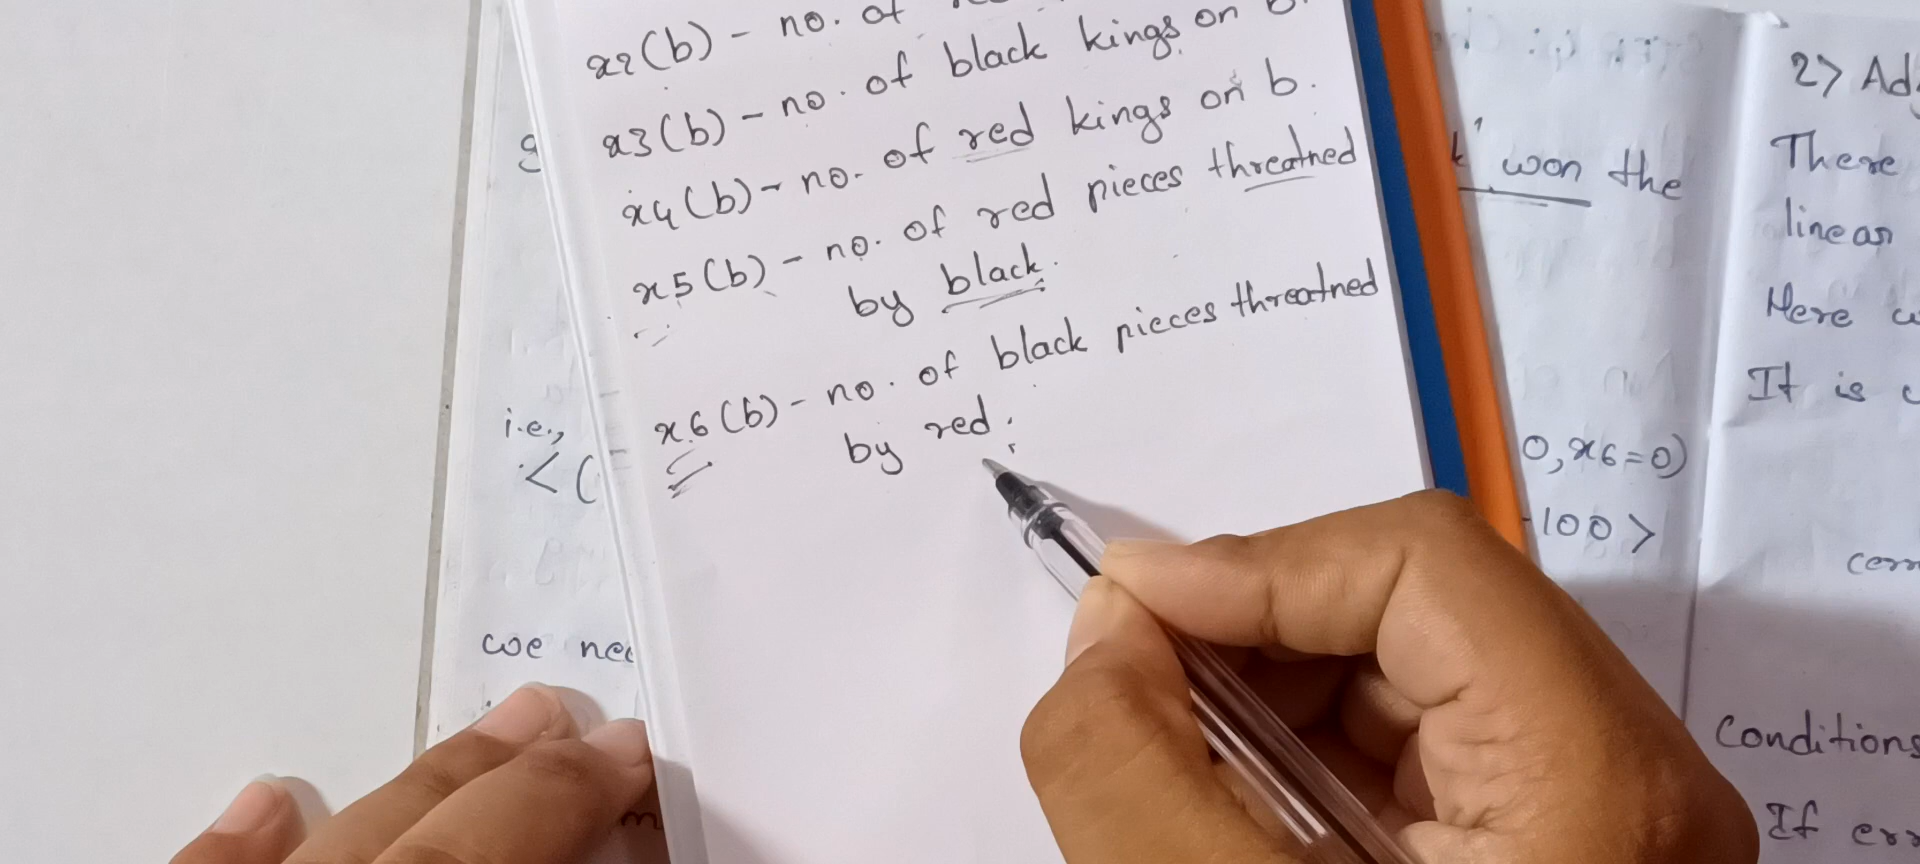 x2(b) - no. of
x3(b) - no. of black kings on b.
x4(b) - no. of red kings on b.
x5(b) - no. of red pieces threatned
by black.
x6(b) - no. of black pieces threatned
by red.
i.e.,
< (
we
won the
0, x6=0)
-100 >
2> Ad
There
linear
Here
It is
Conditions
If